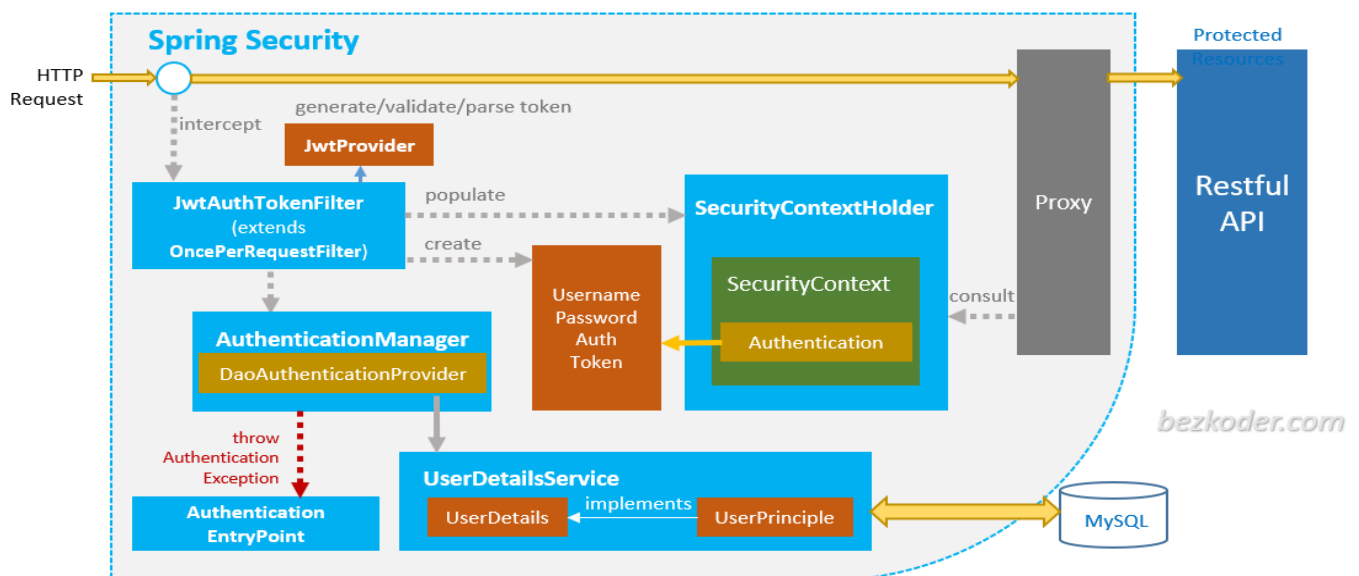 Spring Security
Protected
Resources
HTTP
Request
intercept
generate/validate/parse token
JwtProvider
JwtAuthTokenFilter
(extends
OncePerRequestFilter)
populate
create
SecurityContextHolder
SecurityContext
Authentication
Username
Password
Auth
Token
consult
Proxy
Restful
API
AuthenticationManager
DaoAuthenticationProvider
throw
Authentication
Exception
Authentication
EntryPoint
UserDetailsService
UserDetails
implements
UserPrinciple
MySQL
bezkoder.com